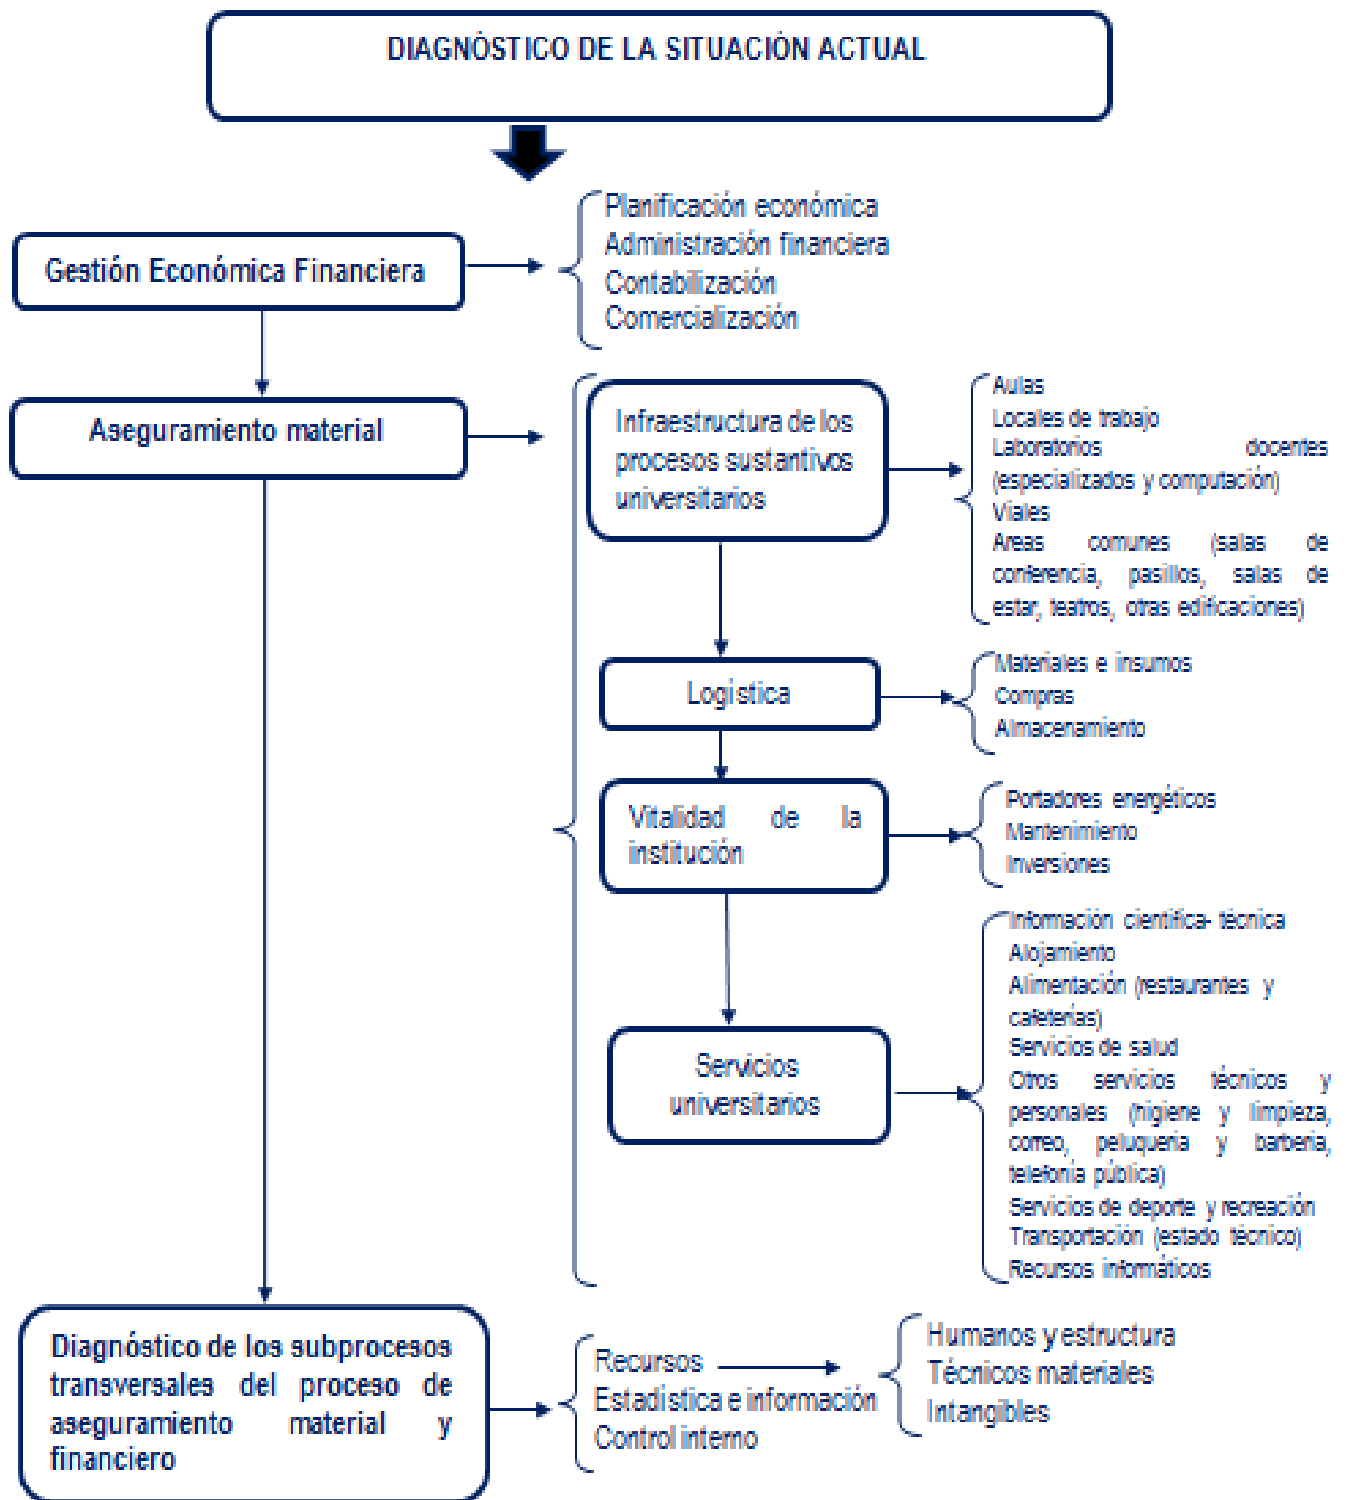 DIAGNÓSTICO DE LA SITUACIÓN ACTUAL
Gestión Económica Financiera
Planificación económica
Administración financiera
Contabilización
Comercialización
Aseguramiento material
Infraestructura de los
procesos sustantivos
universitarios
Aulas
Locales de trabajo
Laboratorios docentes
(especializados y computación)
Viales
Areas comunes (salas de
conferencia, pasillos, salas de
estar, teatros, otras edificaciones)
Logística
Materiales e insumos
Compras
Almacenamiento
Vitalidad de la
institución
Portadores energéticos
Mantenimiento
Inversiones
Servicios
universitarios
Información científica- técnica
Alojamiento
Alimentación (restaurantes y
cafeterías)
Servicios de salud
Otros servicios técnicos y
personales (higiene y limpieza,
correo, peluquería y barbería,
telefonía pública)
Servicios de deporte y recreación
Transportación (estado técnico)
Recursos informáticos
Diagnóstico de los subprocesos
transversales del proceso de
aseguramiento material y
financiero
Recursos
Estadística e información
Control interno
Humanos y estructura
Técnicos materiales
Intangibles